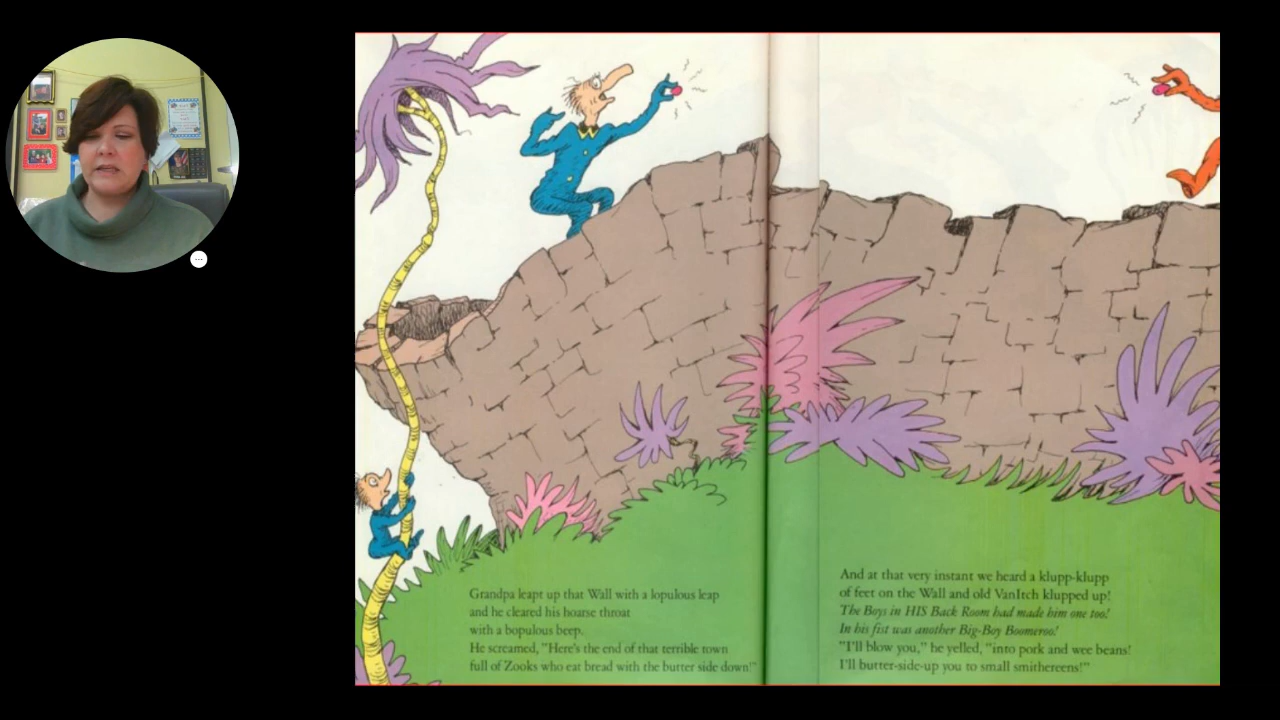 Grandpa leapt up that Wall with a lopulous leap
and he cleared his hoarse throat
with a bopulous beep.
He screamed, "Here's the end of that terrible town
full of Zooks who eat bread with the butter side down!"
And at that very instant we heard a klupp-klupp
of feet on the Wall and old VanItch klupped up!
The Boys in HIS Back Room had made him one too!
In his fist was another Big-Boy Boomeroo!
"I'll blow you," he yelled, "into pork and wee beans!
I'll butter-side-up you to small smithereens!"